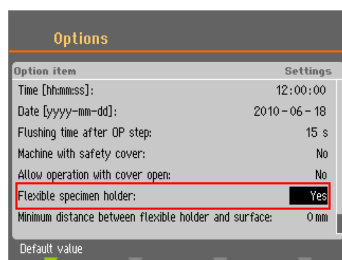 Options
Option item Settings
Time [hh:mm:ss]: 12:00:00
Date [yyyy-mm-dd]: 2010-06-18
Flushing time after OP step: 15 s
Machine with safety cover: No
Allow operation with cover open: No
Flexible specimen holder: Yes
Minimum distance between flexible holder and surface: 0 mm
Default value